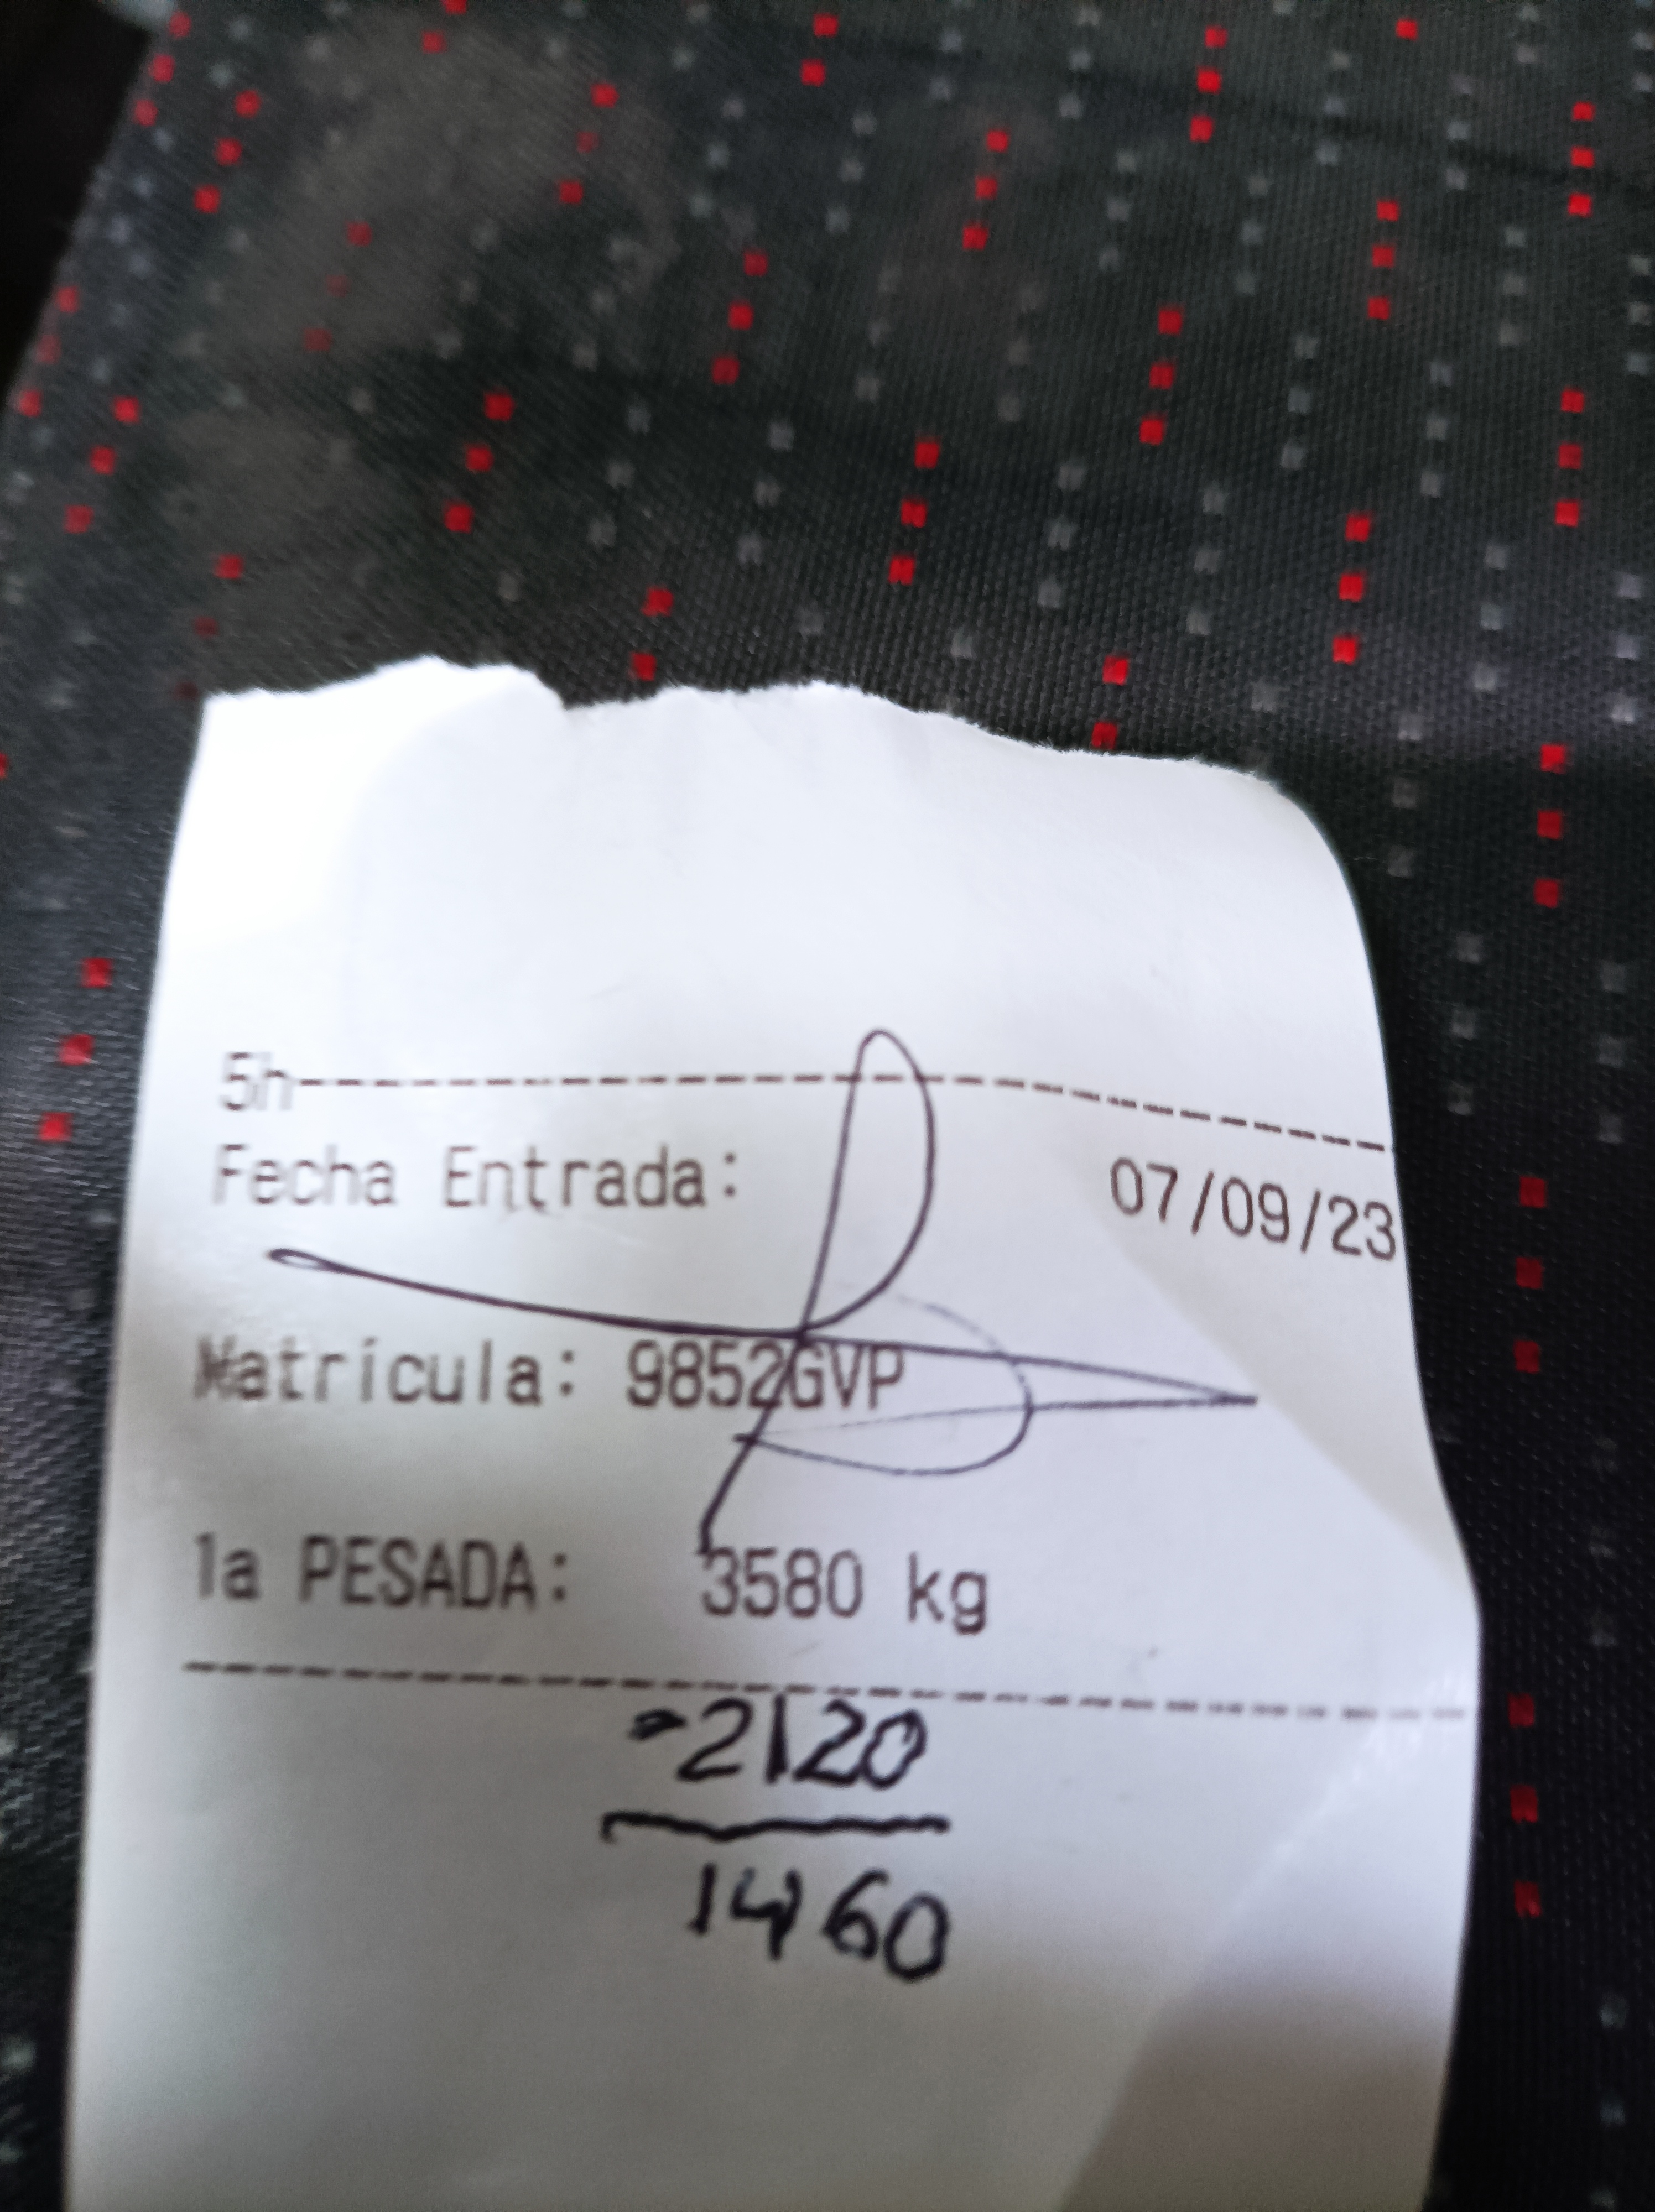 5h--------------------------------
Fecha Entrada: 07/09/23
Matrícula: 9852GVP
1a PESADA: 3580 kg
----------------------------------
-2120
1460